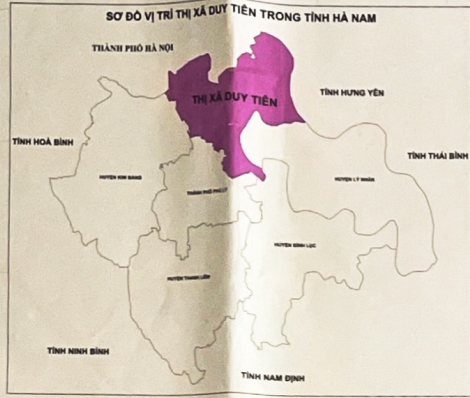 SƠ ĐỒ VỊ TRÍ THỊ XÃ DUY TIÊN TRONG TỈNH HÀ NAM
THÀNH PHỐ HÀ NỘI
TỈNH HƯNG YÊN
THỊ XÃ DUY TIÊN
TỈNH HOÀ BÌNH
TỈNH THÁI BÌNH
HUYỆN KIM BẢNG
HUYỆN LÝ NHÂN
THÀNH PHỐ PHỦ LÝ
HUYỆN BÌNH LỤC
HUYỆN THANH LIÊM
TỈNH NINH BÌNH
TỈNH NAM ĐỊNH